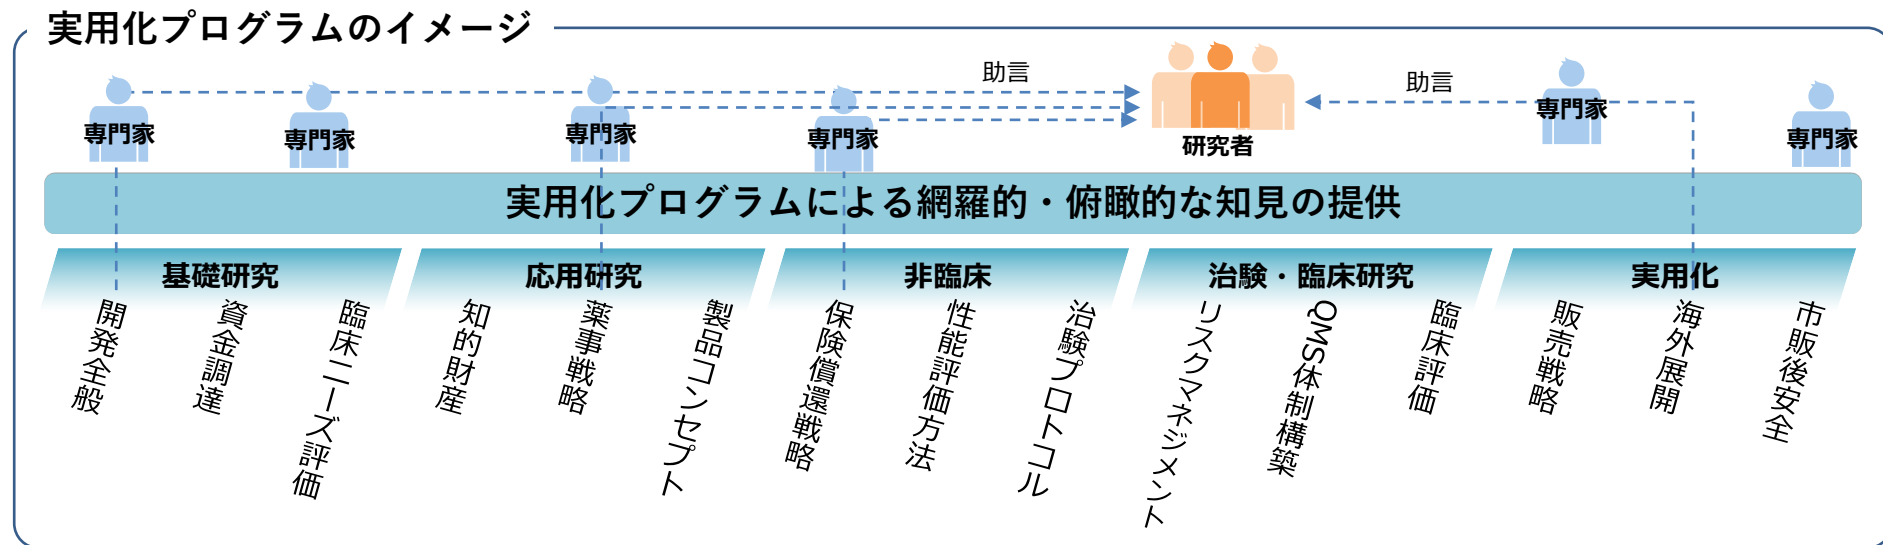 実用化プログラムのイメージ
助言
助言
専門家
専門家
専門家
専門家
研究者
専門家
専門家
実用化プログラムによる網羅的・俯瞰的な知見の提供
基礎研究
応用研究
非臨床
治験・臨床研究
実用化
開発全般
資金調達
臨床ニーズ評価
知的財産
薬事戦略
製品コンセプト
保険償還戦略
性能評価方法
治験プロトコル
リスクマネジメント
QMS体制構築
臨床評価
販売戦略
海外展開
市販後安全